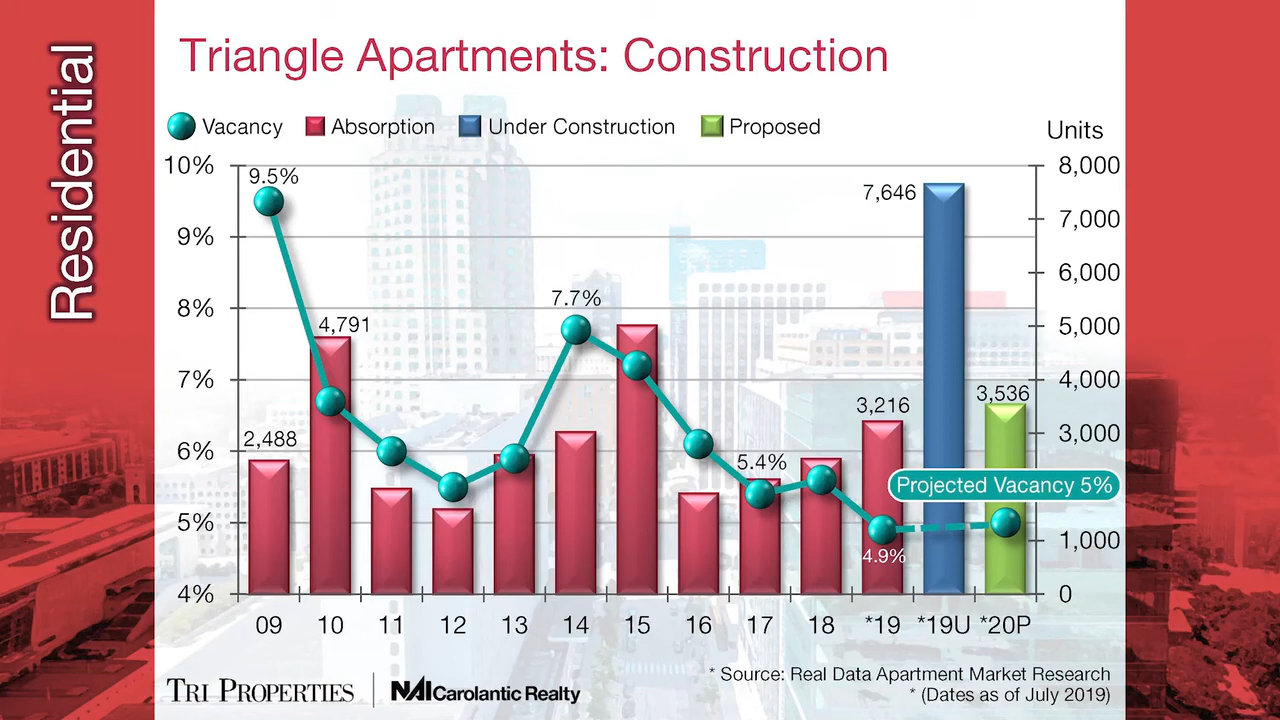 Residential
Triangle Apartments: Construction
Vacancy Absorption Under Construction Proposed
Units
10% 8,000
9.5%
7,646
7,000
9%
6,000
7.7%
8%
4,791 5,000
7% 4,000
3,536
3,216
2,488 3,000
6%
5.4%
Projected Vacancy 5%
5%
1,000
4.9%
4% 0
09 10 11 12 13 14 15 16 17 18 *19 *19U *20P
* Source: Real Data Apartment Market Research
* (Dates as of July 2019)
TRI PROPERTIES NAI Carolantic Realty